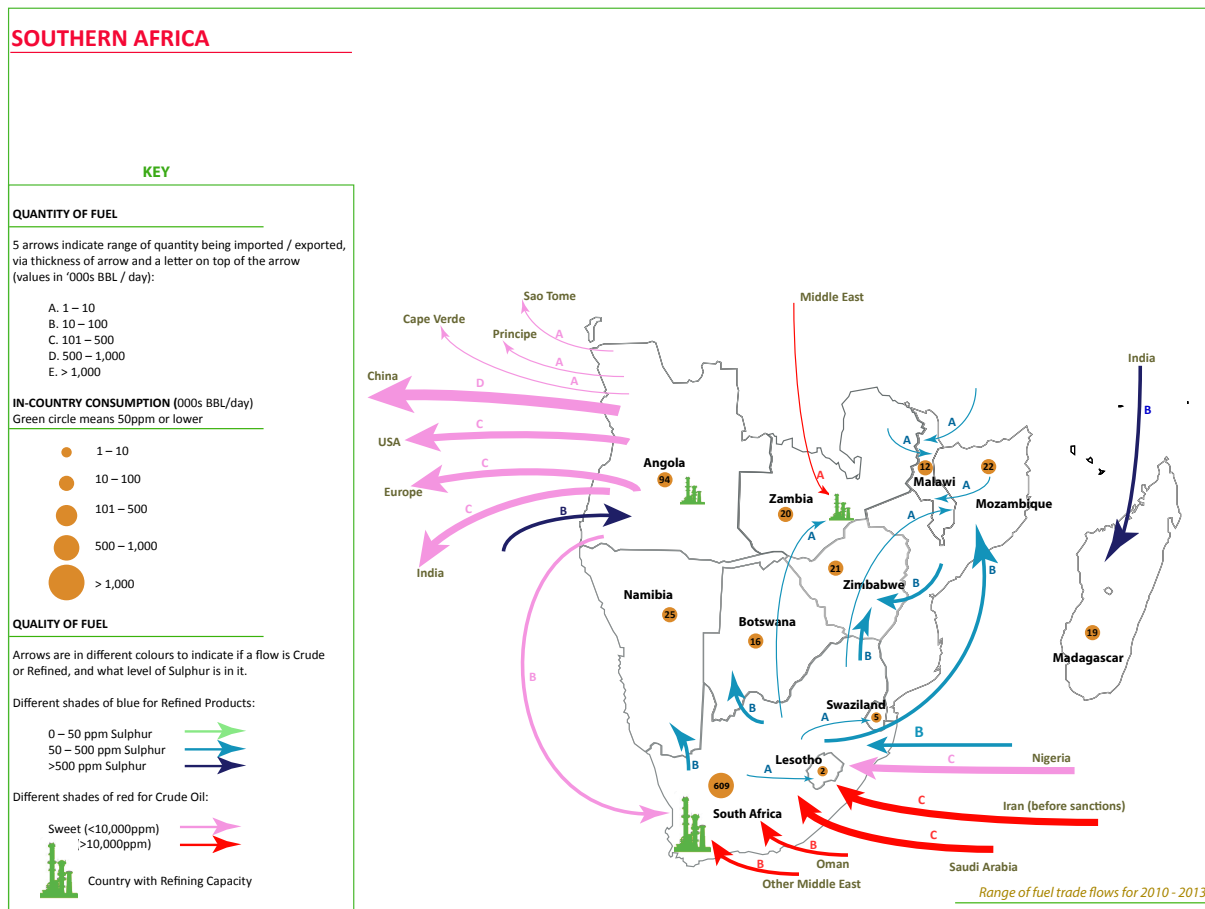 SOUTHERN AFRICA
KEY
QUANTITY OF FUEL
5 arrows indicate range of quantity being imported / exported,
via thickness of arrow and a letter on top of the arrow
(values in ‘000s BBL / day):
A. 1 – 10
B. 10 – 100
C. 101 – 500
D. 500 – 1,000
E. > 1,000
IN-COUNTRY CONSUMPTION (000s BBL/day)
Green circle means 50ppm or lower
1 – 10
10 – 100
101 – 500
500 – 1,000
> 1,000
QUALITY OF FUEL
Arrows are in different colours to indicate if a flow is Crude
or Refined, and what level of Sulphur is in it.
Different shades of blue for Refined Products:
0 – 50 ppm Sulphur
50 – 500 ppm Sulphur
>500 ppm Sulphur
Different shades of red for Crude Oil:
Sweet (<10,000ppm)
>10,000ppm)
Country with Refining Capacity
Sao Tome
A
Cape Verde
Principe
A
A
China
D
USA
C
Europe
C
C
India
B
B
Middle East
A
India
B
Angola
94
Zambia
20
A
A
A
12
Malawi
22
A
Mozambique
A
21
Zimbabwe
B
B
B
Namibia
25
Botswana
16
B
B
19
Madagascar
Swaziland
5
A
B
Lesotho
2
A
609
South Africa
C
Nigeria
C
Iran (before sanctions)
C
Saudi Arabia
B
Oman
B
Other Middle East
Range of fuel trade flows for 2010 - 2013